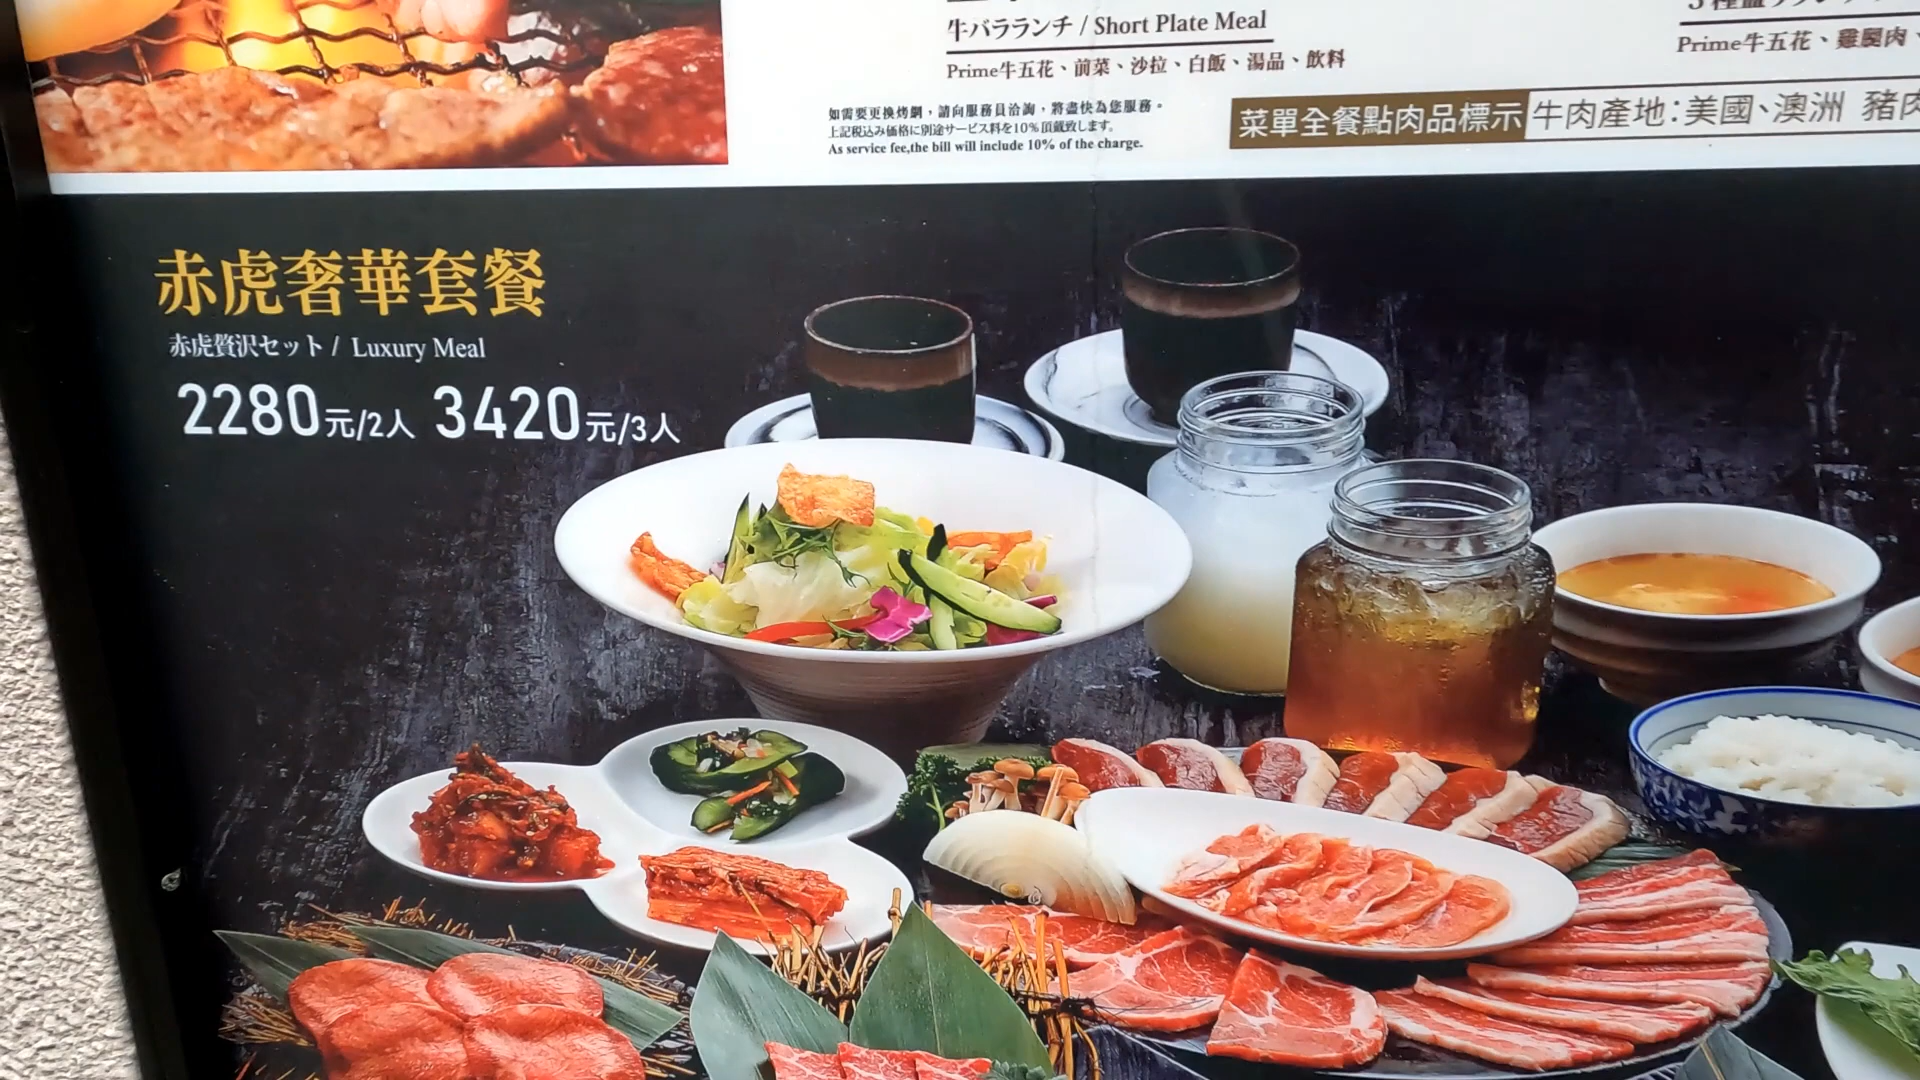 牛バラランチ / Short Plate Meal
Prime牛五花、前菜、沙拉、白飯、湯品、飲料
Prime牛五花、雞腿肉、
如需要更換烤網，請向服務員洽詢，將盡快為您服務。
上記税込み価格に別途サービス料を10%頂戴致します。
As service fee,the bill will include 10% of the charge.
菜單全餐點肉品標示 牛肉產地：美國、澳洲 豬肉
赤虎奢華套餐
赤虎贅沢セット / Luxury Meal
2280元/2人 3420元/3人